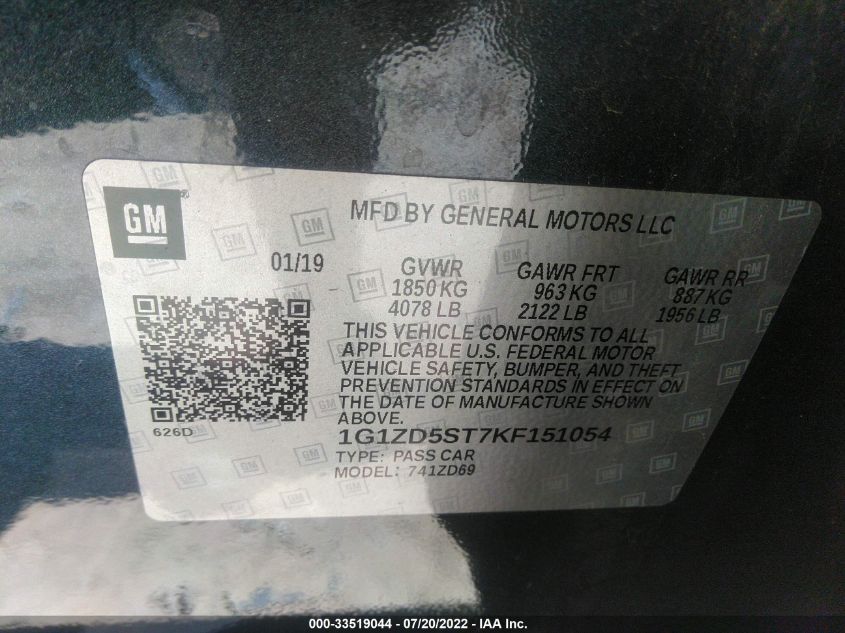 GM
MFD BY GENERAL MOTORS LLC
01/19
GVWR GAWR FRT GAWR RR
1850 KG 963 KG 887 KG
4078 LB 2122 LB 1956 LB
THIS VEHICLE CONFORMS TO ALL
APPLICABLE U.S. FEDERAL MOTOR
VEHICLE SAFETY, BUMPER, AND THEFT
PREVENTION STANDARDS IN EFFECT ON
THE DATE OF MANUFACTURE SHOWN
ABOVE.
626D
1G1ZD5ST7KF151054
TYPE: PASS CAR
MODEL: 741ZD69
000-33519044 - 07/20/2022 - IAA Inc.